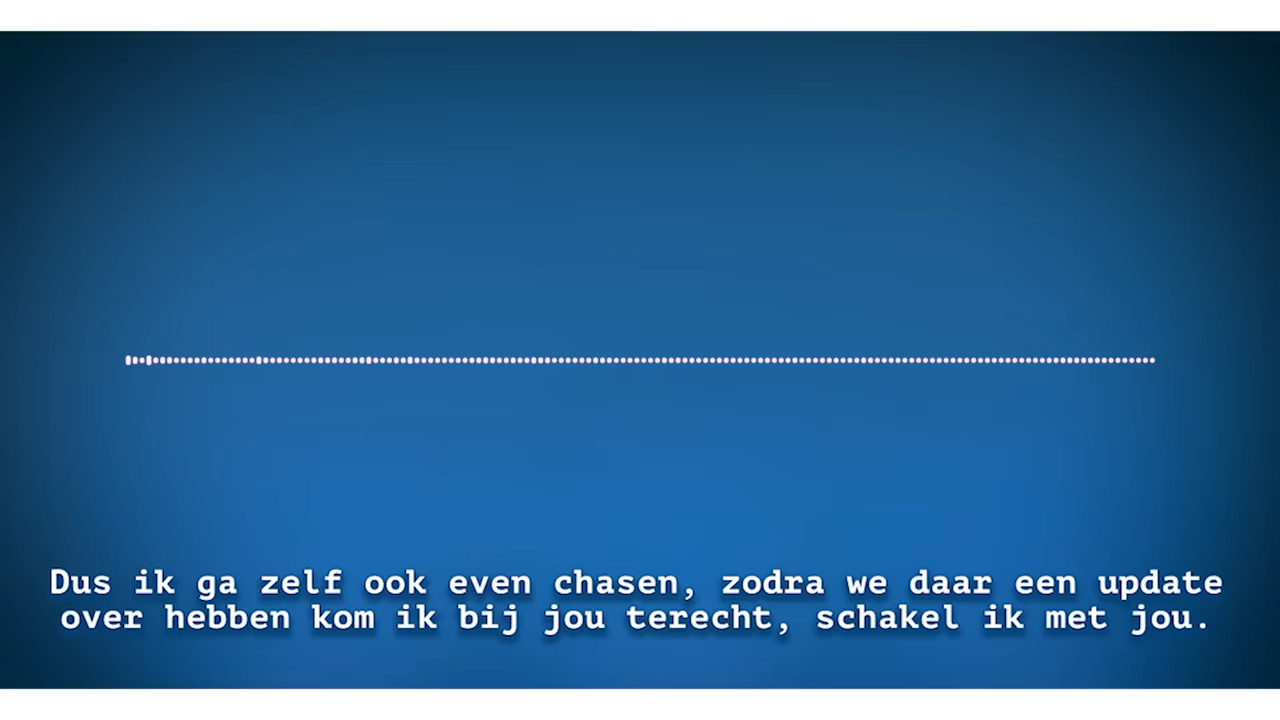 Dus ik ga zelf ook even chasen, zodra we daar een update
over hebben kom ik bij jou terecht, schakel ik met jou.